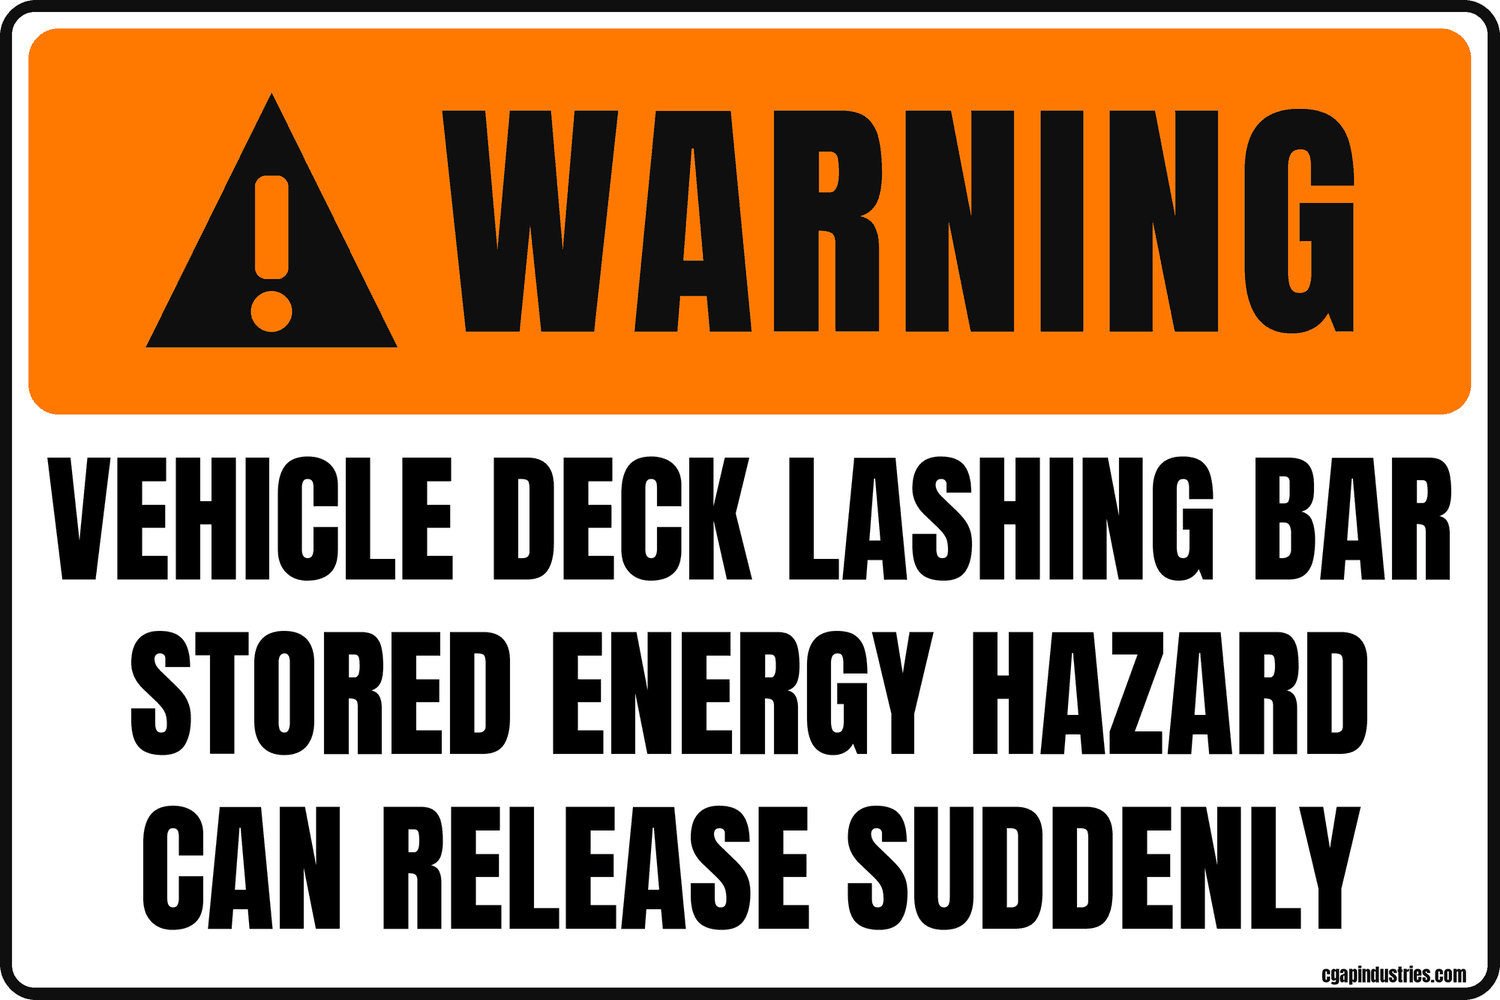 WARNING
VEHICLE DECK LASHING BAR
STORED ENERGY HAZARD
CAN RELEASE SUDDENLY
cgapindustries.com